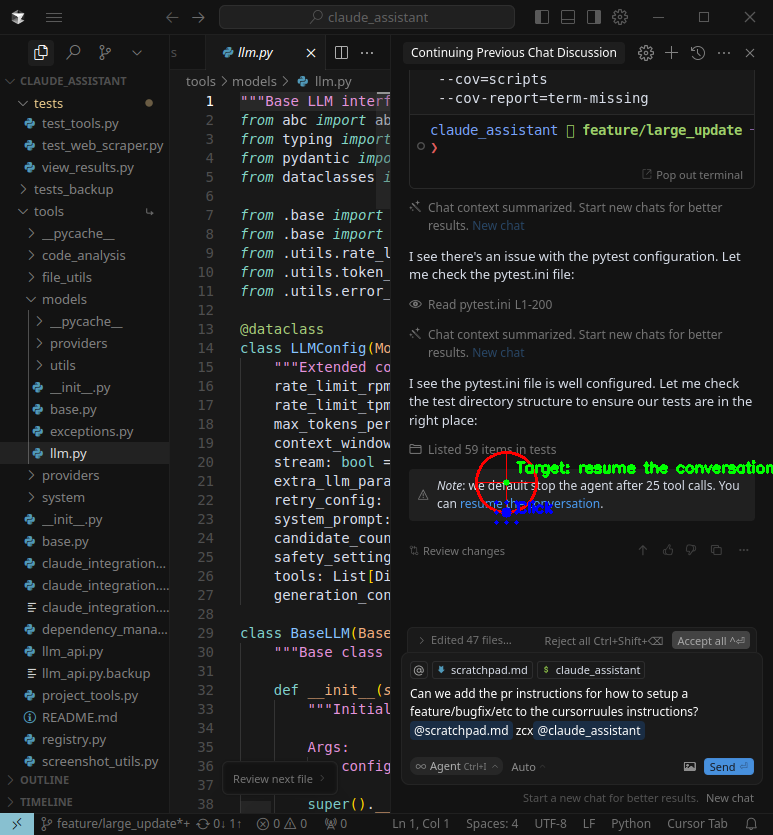 claude_assistant
CLAUDE_ASSISTANT
tests
test_tools.py
test_web_scraper.py
view_results.py
tests_backup
tools
__pycache__
code_analysis
file_utils
models
__pycache__
providers
utils
__init__.py
base.py
exceptions.py
llm.py
providers
system
__init__.py
base.py
claude_integration...
claude_integration....
claude_integration....
dependency_mana...
llm_api.py
llm_api.py.backup
project_tools.py
README.md
registry.py
screenshot_utils.py
OUTLINE
TIMELINE
s
llm.py
tools > models > llm.py
1 """Base LLM interf
2 from abc import ab
3 from typing import
4 from pydantic impo
5 from dataclasses i
6
7 from .base import
8 from .base import
9 from .utils.rate_l
10 from .utils.token_
11 from .utils.error_
12
13 @dataclass
14 class LLMConfig(Mo
15 """Extended co
16 rate_limit_rpm
17 rate_limit_tpm
18 max_tokens_per
19 context_window
20 stream: bool =
21 extra_llm_para
22 retry_config:
23 system_prompt:
24 candidate_coun
25 safety_setting
26 tools: List[Di
27 generation_con
28
29 class BaseLLM(Base
30 """Base class
31
32 def __init__(s
33 """Initial
34
35 Args:
36 config
37
38 super().__
Review next file
Continuing Previous Chat Discussion
--cov=scripts
--cov-report=term-missing
claude_assistant feature/large_update
❯
Pop out terminal
Chat context summarized. Start new chats for better
results. New chat
I see there's an issue with the pytest configuration. Let
me check the pytest.ini file:
Read pytest.ini L1-200
Chat context summarized. Start new chats for better
results. New chat
I see the pytest.ini file is well configured. Let me check
the test directory structure to ensure our tests are in the
right place:
Listed 59 items in tests
Target: resume the conversation
Note: we default stop the agent after 25 tool calls. You
can resume the conversation.
Review changes
Edited 47 files... Reject all Ctrl+Shift+⌫ Accept all ^⏎
@ scratchpad.md $ claude_assistant
Can we add the pr instructions for how to setup a
feature/bugfix/etc to the cursorruules instructions?
@scratchpad.md zcx @claude_assistant
∞ Agent Ctrl+I Auto Send ⏎
Start a new chat for better results. New chat
feature/large_update*+ 0↓ 1↑ 0 0 0 Ln 1, Col 1 Spaces: 4 UTF-8 LF Python Cursor Tab